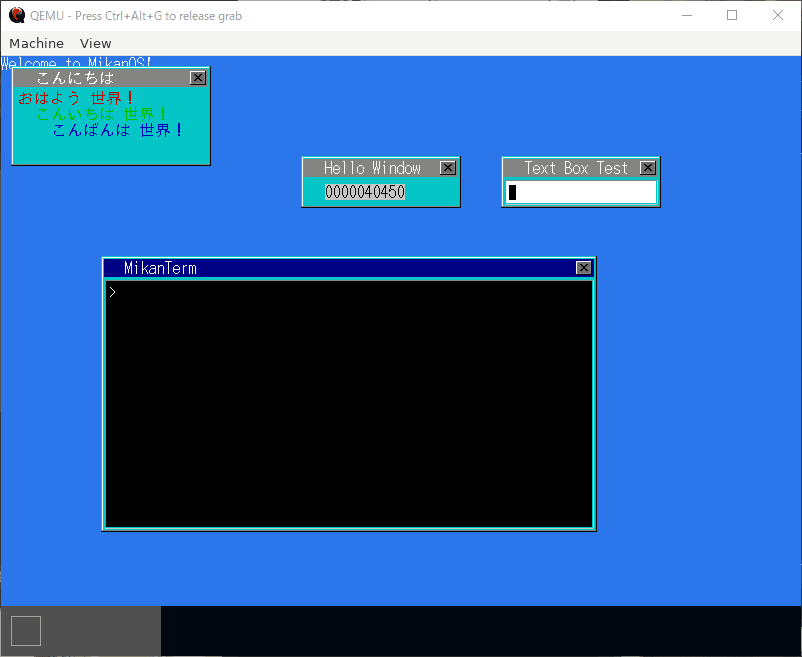 QEMU - Press Ctrl+Alt+G to release grab
Machine View
Welcome to MikanOS!
こんにちは
おはよう 世界！
こんいちは 世界！
こんばんは 世界！
Hello Window
0000040450
Text Box Test
MikanTerm
>